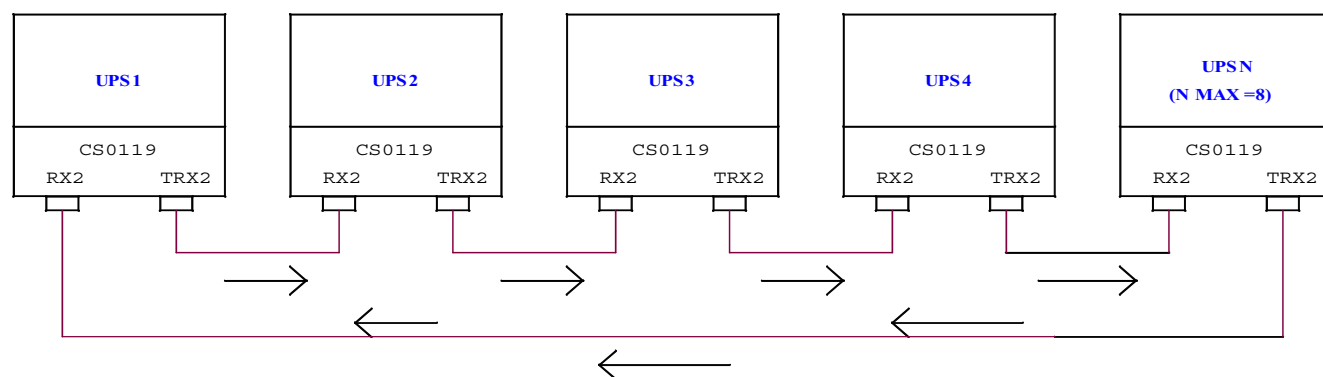 UPS1 UPS2 UPS3 UPS4 UPSN
(N MAX =8)
CS0119 CS0119 CS0119 CS0119 CS0119
RX2 TRX2 RX2 TRX2 RX2 TRX2 RX2 TRX2 RX2 TRX2